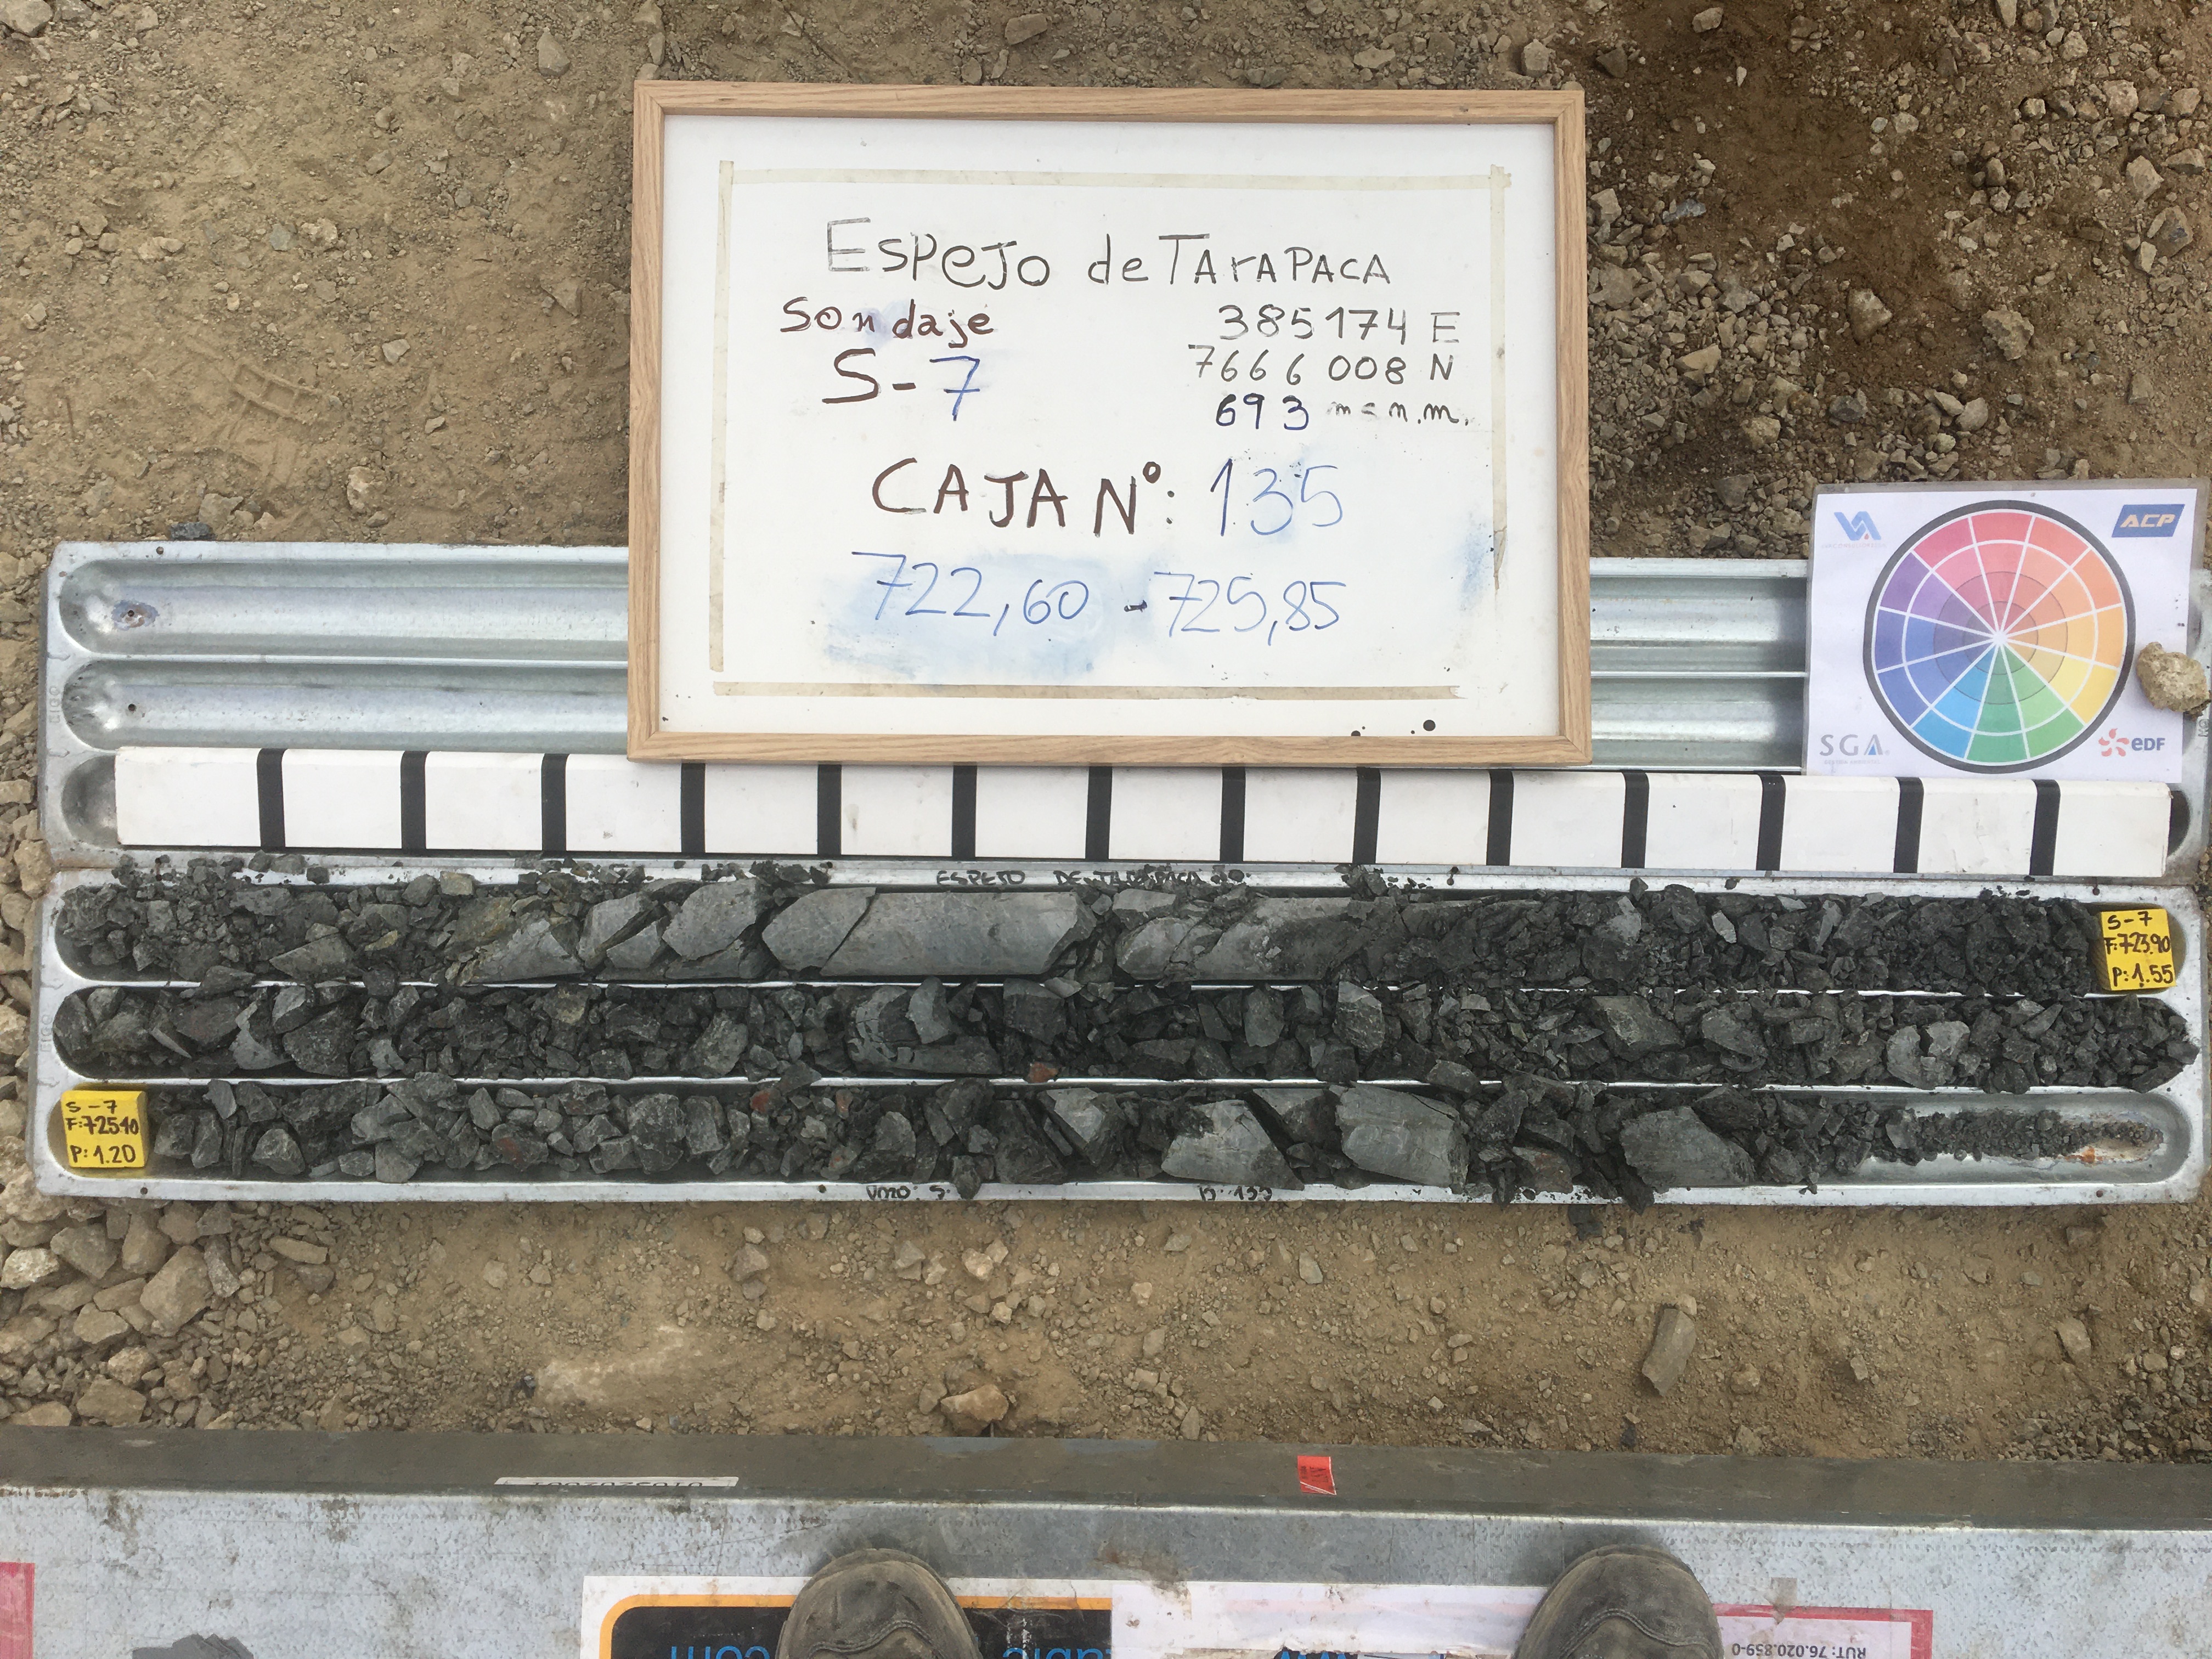 ESPEJO de TArAPACA
Sondaje
S-7
385174 E
7666008 N
693 m s n.m.
CAJA N°: 135
722,60 - 725,85
ACP
SGA
eDF
ESPEJO DE TARAPACA
S-7
F:723.90
P:1.55
S-7
F:725.10
P:1.20
RUT: 76.020.859-0